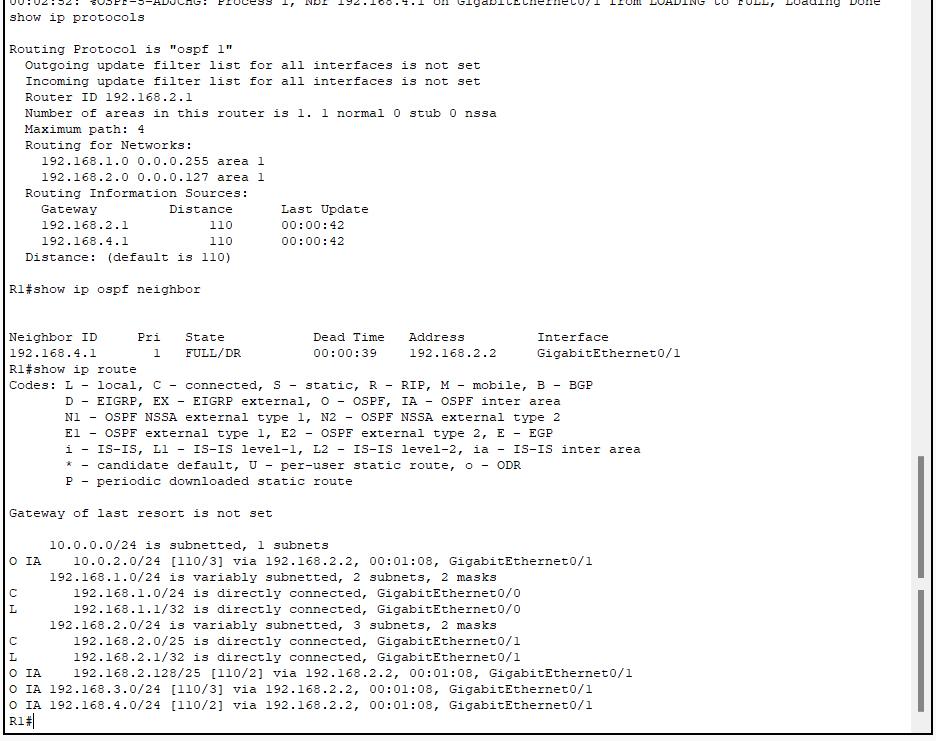 00:02:52: %OSPF-5-ADJCHG: Process 1, Nbr 192.168.4.1 on GigabitEthernet0/1 from LOADING to FULL, Loading Done
show ip protocols
Routing Protocol is "ospf 1"
  Outgoing update filter list for all interfaces is not set
  Incoming update filter list for all interfaces is not set
  Router ID 192.168.2.1
  Number of areas in this router is 1. 1 normal 0 stub 0 nssa
  Maximum path: 4
  Routing for Networks:
    192.168.1.0 0.0.0.255 area 1
    192.168.2.0 0.0.0.127 area 1
  Routing Information Sources:
    Gateway         Distance      Last Update
    192.168.2.1          110      00:00:42
    192.168.4.1          110      00:00:42
  Distance: (default is 110)
R1#show ip ospf neighbor
Neighbor ID     Pri   State           Dead Time   Address         Interface
192.168.4.1       1   FULL/DR         00:00:39    192.168.2.2     GigabitEthernet0/1
R1#show ip route
Codes: L - local, C - connected, S - static, R - RIP, M - mobile, B - BGP
       D - EIGRP, EX - EIGRP external, O - OSPF, IA - OSPF inter area
       N1 - OSPF NSSA external type 1, N2 - OSPF NSSA external type 2
       E1 - OSPF external type 1, E2 - OSPF external type 2, E - EGP
       i - IS-IS, L1 - IS-IS level-1, L2 - IS-IS level-2, ia - IS-IS inter area
       * - candidate default, U - per-user static route, o - ODR
       P - periodic downloaded static route
Gateway of last resort is not set
     10.0.0.0/24 is subnetted, 1 subnets
O IA    10.0.2.0/24 [110/3] via 192.168.2.2, 00:01:08, GigabitEthernet0/1
     192.168.1.0/24 is variably subnetted, 2 subnets, 2 masks
C       192.168.1.0/24 is directly connected, GigabitEthernet0/0
L       192.168.1.1/32 is directly connected, GigabitEthernet0/0
     192.168.2.0/24 is variably subnetted, 3 subnets, 2 masks
C       192.168.2.0/25 is directly connected, GigabitEthernet0/1
L       192.168.2.1/32 is directly connected, GigabitEthernet0/1
O IA    192.168.2.128/25 [110/2] via 192.168.2.2, 00:01:08, GigabitEthernet0/1
O IA 192.168.3.0/24 [110/3] via 192.168.2.2, 00:01:08, GigabitEthernet0/1
O IA 192.168.4.0/24 [110/2] via 192.168.2.2, 00:01:08, GigabitEthernet0/1
R1#